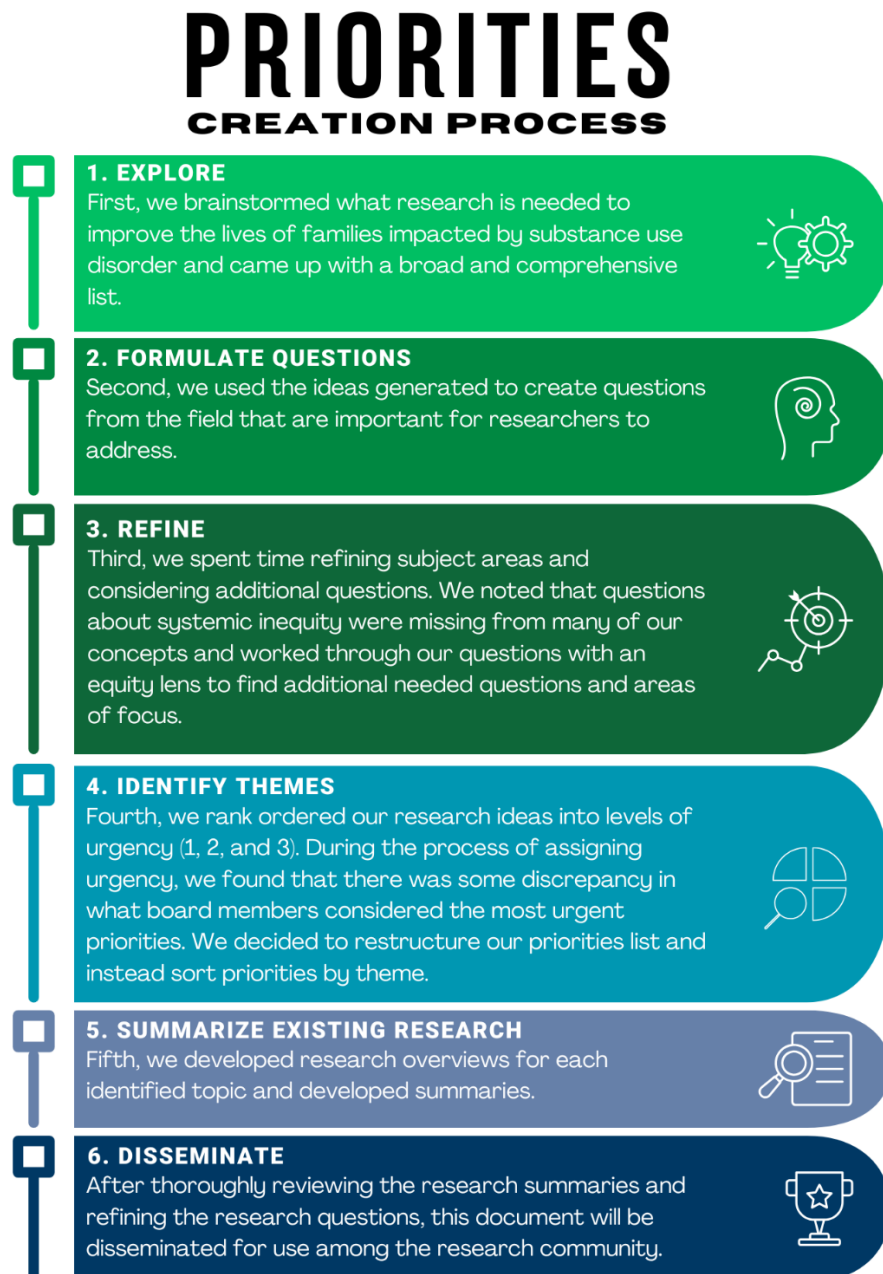 PRIORITIES
CREATION PROCESS
1. EXPLORE
First, we brainstormed what research is needed to
improve the lives of families impacted by substance use
disorder and came up with a broad and comprehensive
list.
2. FORMULATE QUESTIONS
Second, we used the ideas generated to create questions
from the field that are important for researchers to
address.
3. REFINE
Third, we spent time refining subject areas and
considering additional questions. We noted that questions
about systemic inequity were missing from many of our
concepts and worked through our questions with an
equity lens to find additional needed questions and areas
of focus.
4. IDENTIFY THEMES
Fourth, we rank ordered our research ideas into levels of
urgency (1, 2, and 3). During the process of assigning
urgency, we found that there was some discrepancy in
what board members considered the most urgent
priorities. We decided to restructure our priorities list and
instead sort priorities by theme.
5. SUMMARIZE EXISTING RESEARCH
Fifth, we developed research overviews for each
identified topic and developed summaries.
6. DISSEMINATE
After thoroughly reviewing the research summaries and
refining the research questions, this document will be
disseminated for use among the research community.